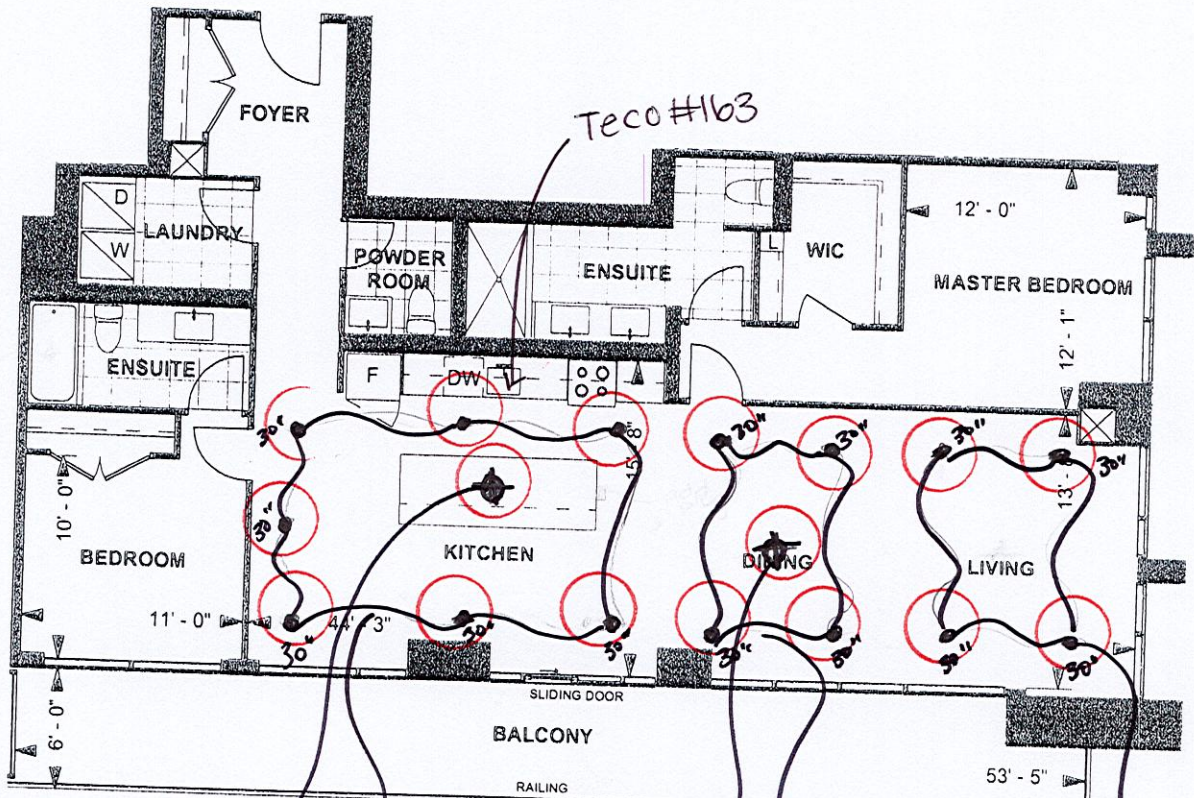 Teco #163
FOYER
D
LAUNDRY
W
POWDER
ROOM
ENSUITE
L
WIC
12' - 0"
MASTER BEDROOM
12' - 1"
ENSUITE
F
DW
30"
15' 8"
30"
30"
30"
30"
13' -
10' - 0"
30"
BEDROOM
KITCHEN
DINING
LIVING
11' - 0"
44' 3"
30"
30"
30"
30"
30"
30"
30"
SLIDING DOOR
BALCONY
6' - 0"
RAILING
53' - 5"